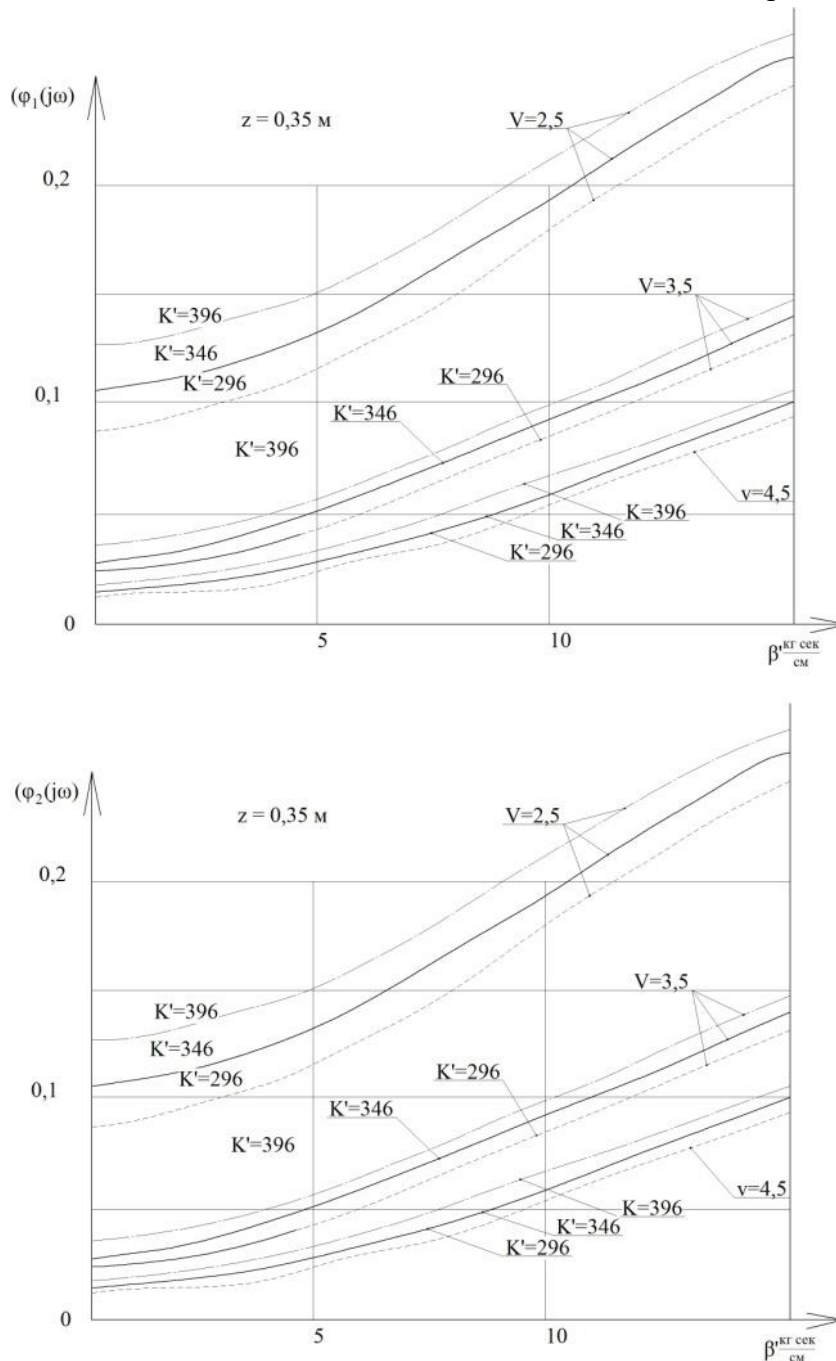 (φ₁(jω)
z = 0,35 м
V=2,5
0,2
K'=396
K'=346
K'=296
V=3,5
K'=296
0,1
K'=346
K'=396
v=4,5
K=396
K'=346
K'=296
0
5
10
β' кг сек
см
(φ₂(jω)
z = 0,35 м
V=2,5
0,2
K'=396
K'=346
K'=296
V=3,5
K'=296
0,1
K'=346
K'=396
v=4,5
K=396
K'=346
K'=296
0
5
10
β' кг сек
см